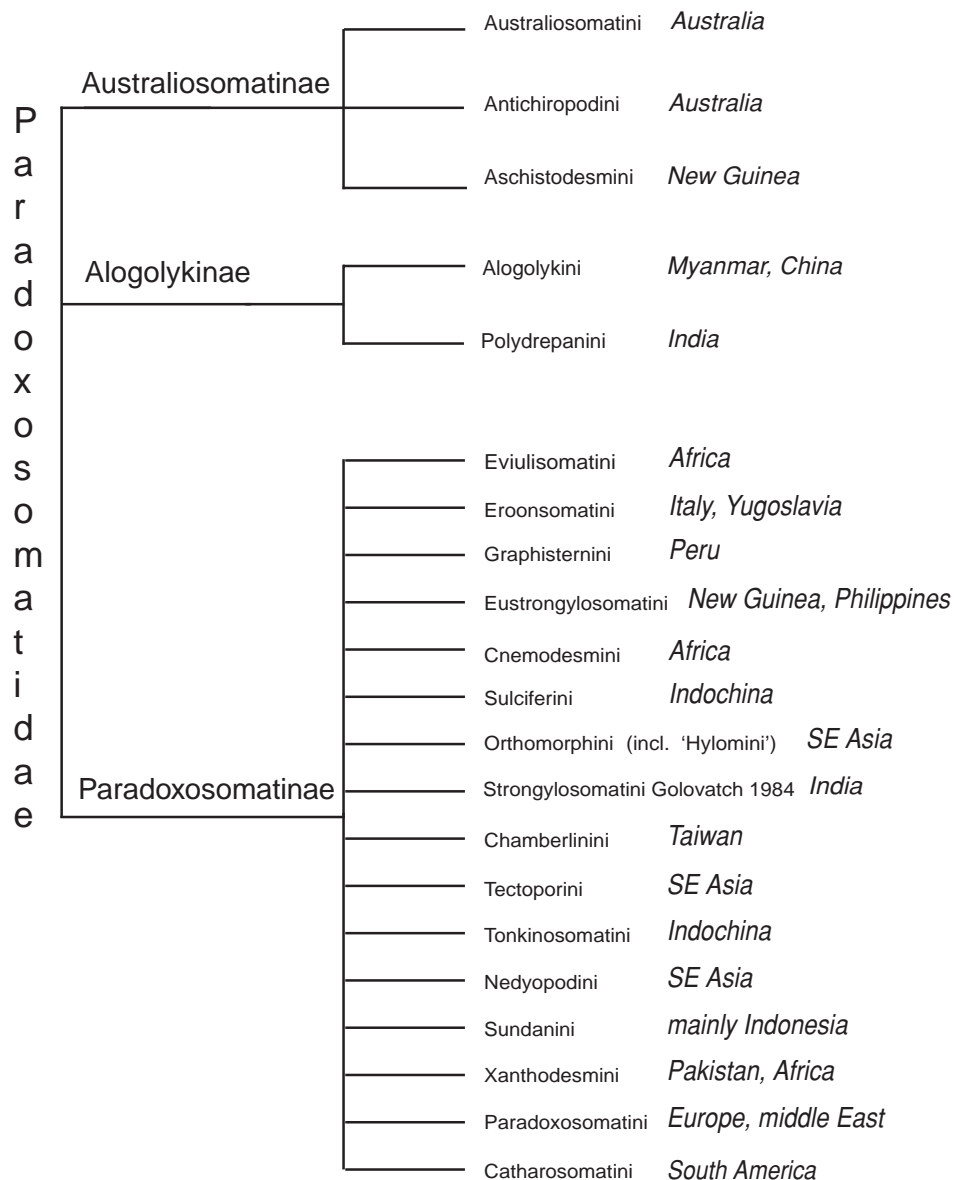 Paradoxosomatidae
Australiosomatinae
Australiosomatini Australia
Antichiropodini Australia
Aschistodesmini New Guinea
Alogolykinae
Alogolykini Myanmar, China
Polydrepanini India
Paradoxosomatinae
Eviulisomatini Africa
Eroonsomatini Italy, Yugoslavia
Graphisternini Peru
Eustrongylosomatini New Guinea, Philippines
Cnemodesmini Africa
Sulciferini Indochina
Orthomorphini (incl. ‘Hylomini’) SE Asia
Strongylosomatini Golovatch 1984 India
Chamberlinini Taiwan
Tectoporini SE Asia
Tonkinosomatini Indochina
Nedyopodini SE Asia
Sundanini mainly Indonesia
Xanthodesmini Pakistan, Africa
Paradoxosomatini Europe, middle East
Catharosomatini South America